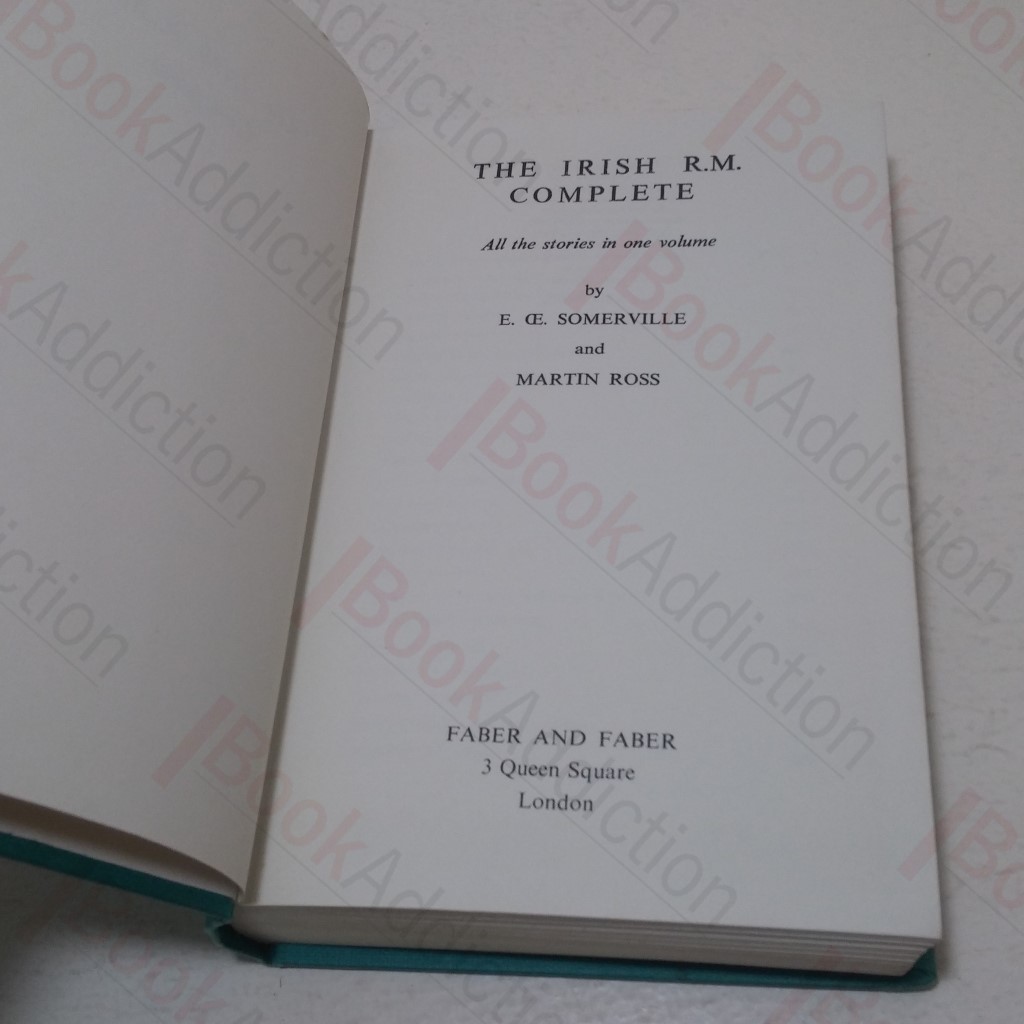 THE IRISH R.M.
COMPLETE
All the stories in one volume
by
E. Œ. SOMERVILLE
and
MARTIN ROSS
FABER AND FABER
3 Queen Square
London
BookAddiction